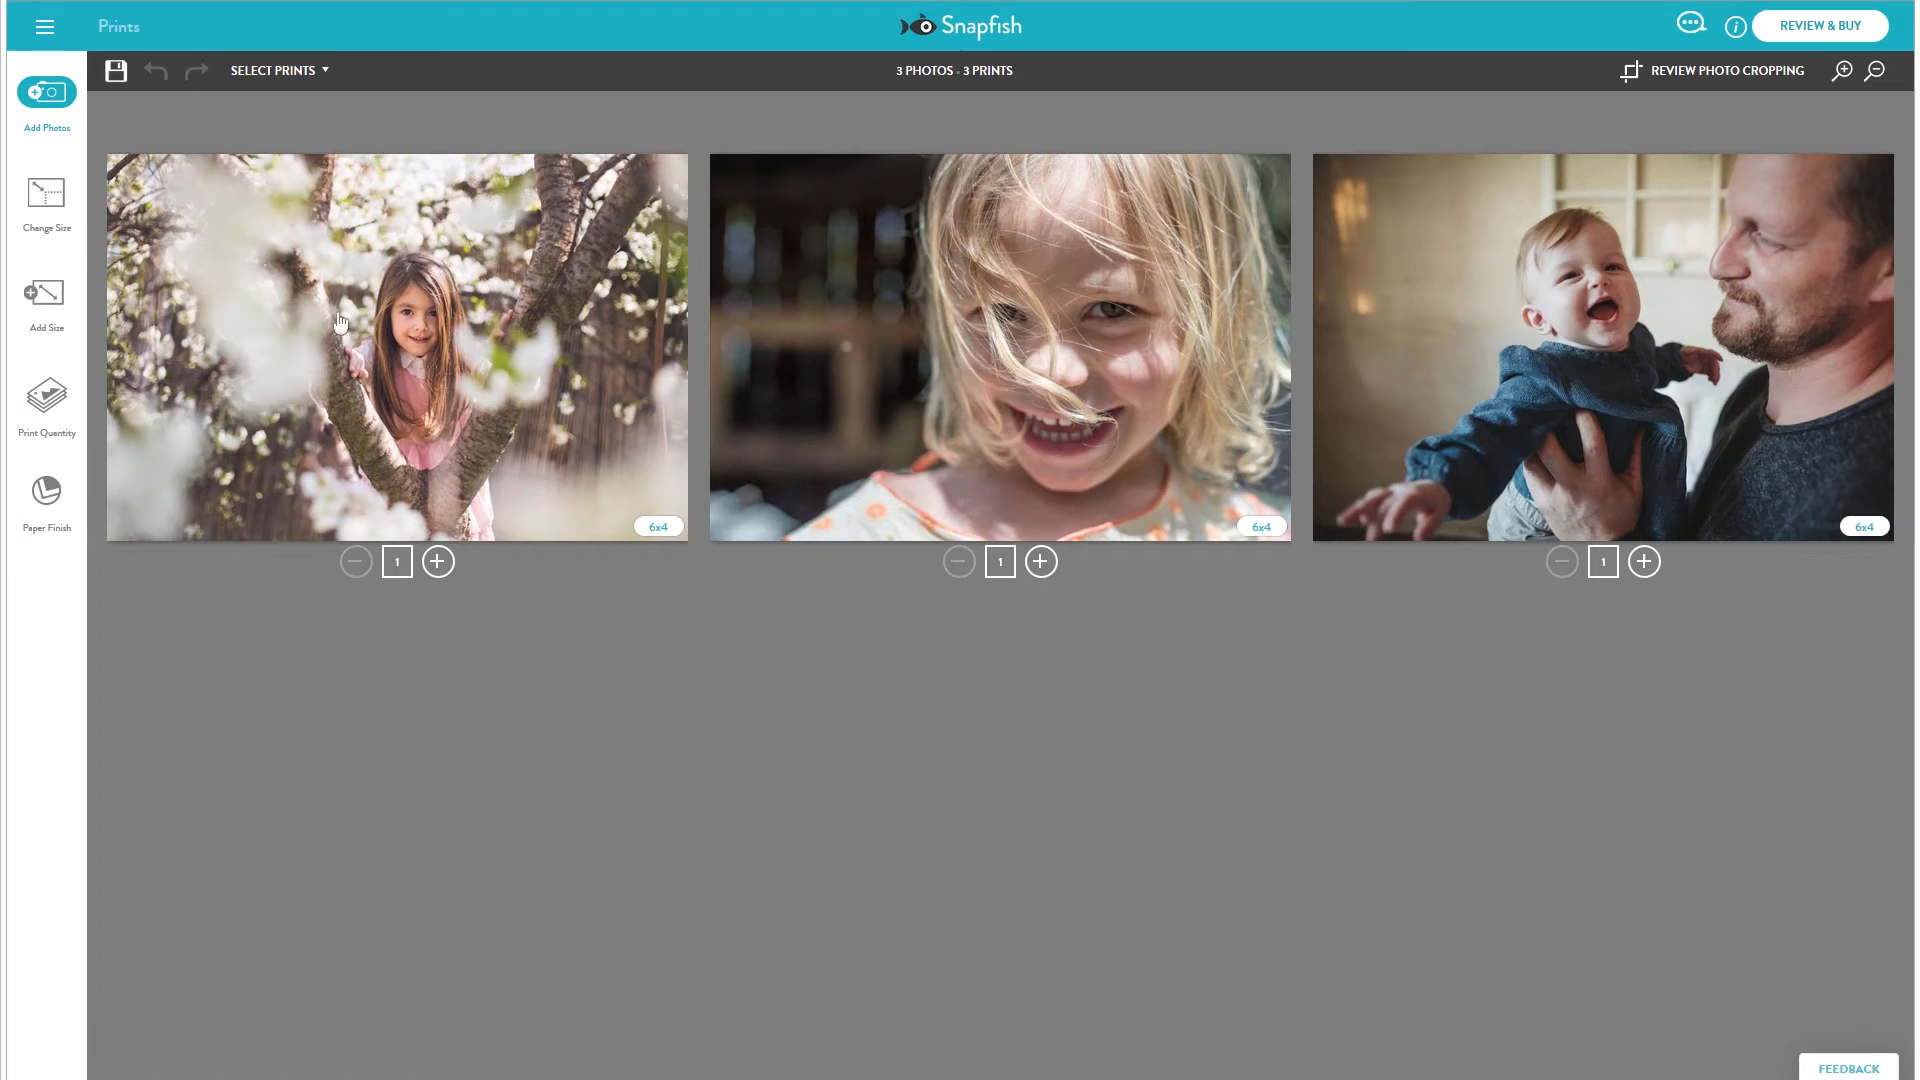 Prints
Snapfish
i
REVIEW & BUY
SELECT PRINTS
3 PHOTOS - 3 PRINTS
REVIEW PHOTO CROPPING
Add Photos
Change Size
Add Size
Print Quantity
Paper Finish
6x4
6x4
6x4
1
1
1
FEEDBACK